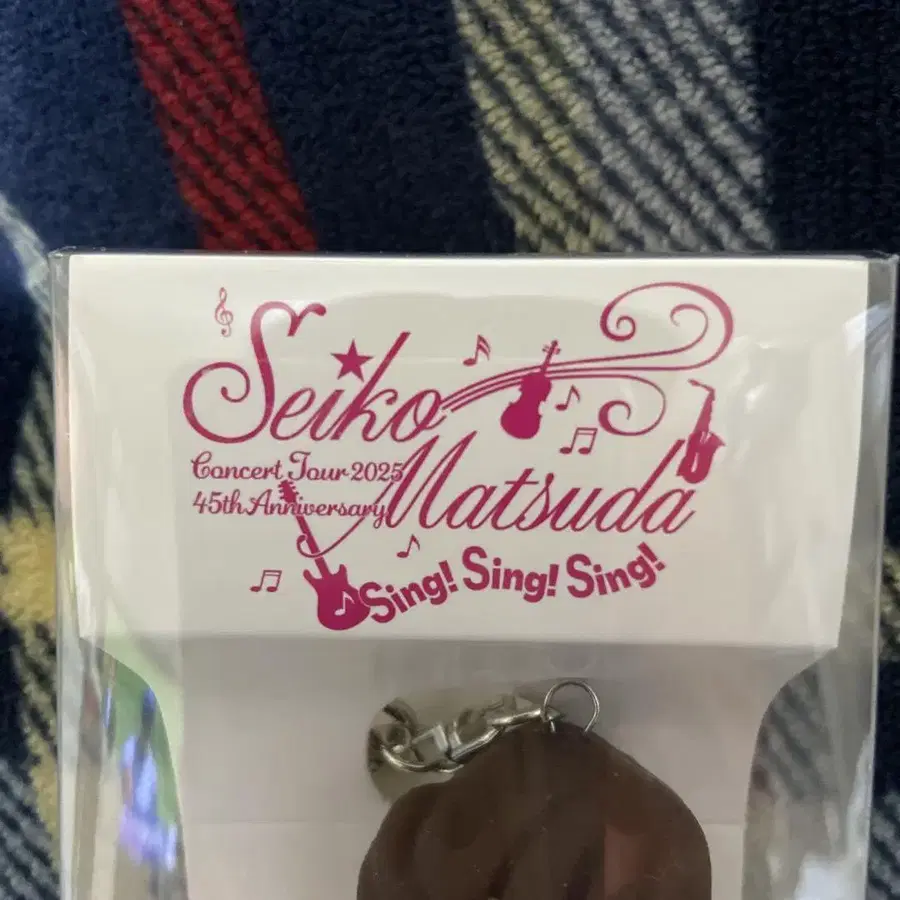 Seiko
Concert Tour 2025
45th Anniversary
Matsuda
Sing! Sing! Sing!